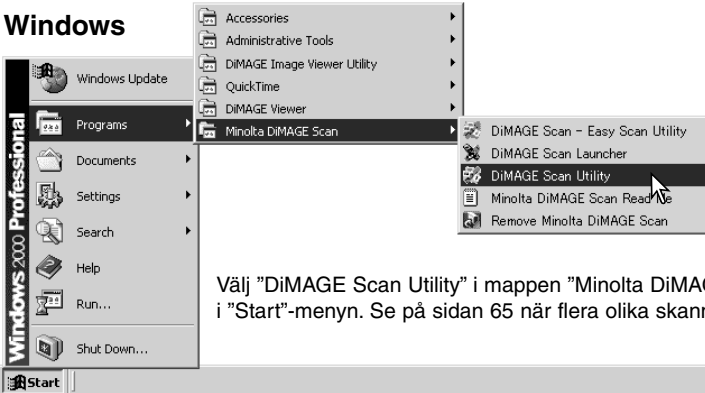 Windows
Accessories
Administrative Tools
DiMAGE Image Viewer Utility
QuickTime
DiMAGE Viewer
Minolta DiMAGE Scan
DiMAGE Scan - Easy Scan Utility
DiMAGE Scan Launcher
DiMAGE Scan Utility
Minolta DiMAGE Scan Read
Remove Minolta DiMAGE Scan
Windows 2000 Professional
Windows Update
Programs
Documents
Settings
Search
Help
Run...
Shut Down...
Start
Välj ”DiMAGE Scan Utility” i mappen ”Minolta
i ”Start”-menyn. Se på sidan 65 när flera olika